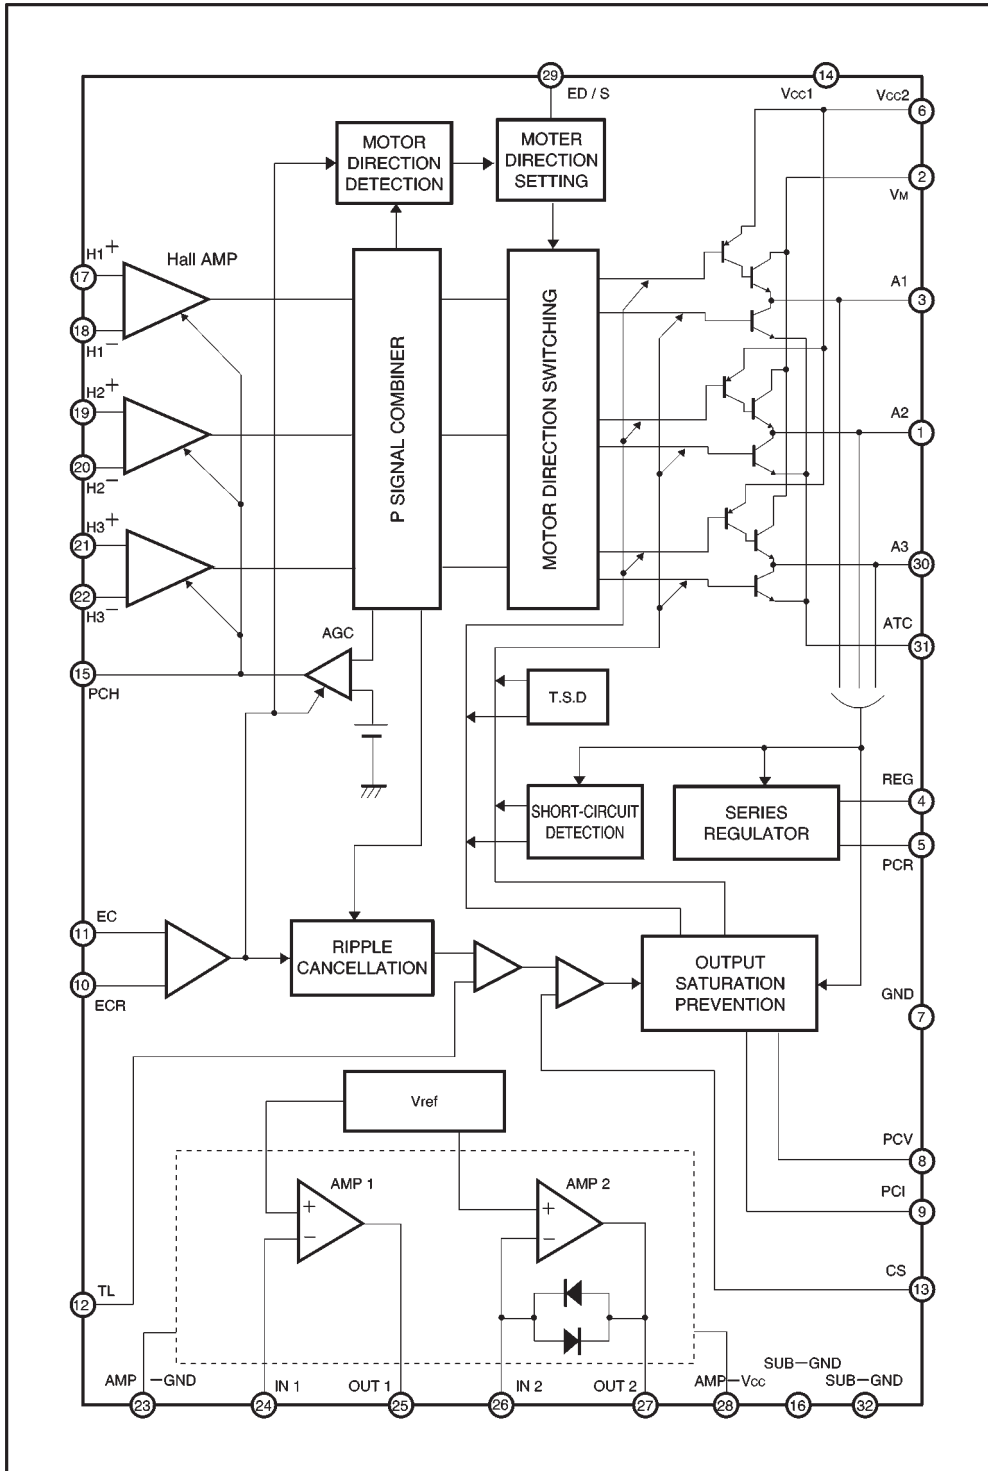 29
ED / S
14
Vcc1
Vcc2
6
MOTOR
DIRECTION
DETECTION
MOTER
DIRECTION
SETTING
2
VM
H1+
17
Hall AMP
18
H1−
A1
3
H2+
19
20
H2−
A2
1
P SIGNAL COMBINER
MOTOR DIRECTION SWITCHING
H3+
21
22
H3−
A3
30
ATC
31
AGC
15
PCH
T.S.D
REG
4
SHORT-CIRCUIT
DETECTION
SERIES
REGULATOR
5
PCR
EC
11
10
ECR
RIPPLE
CANCELLATION
OUTPUT
SATURATION
PREVENTION
GND
7
Vref
PCV
8
AMP 1
AMP 2
PCI
9
+
−
+
−
TL
12
CS
13
AMP −GND
23
IN 1
24
OUT 1
25
IN 2
26
OUT 2
27
AMP−Vcc
28
SUB−GND
16
SUB−GND
32